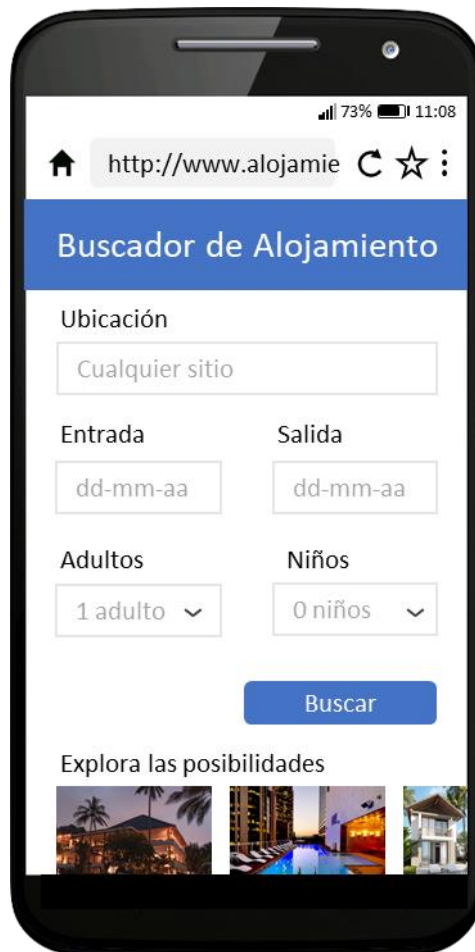 73% 11:08
http://www.alojamie
Buscador de Alojamiento
Ubicación
Cualquier sitio
Entrada Salida
dd-mm-aa dd-mm-aa
Adultos Niños
1 adulto 0 niños
Buscar
Explora las posibilidades